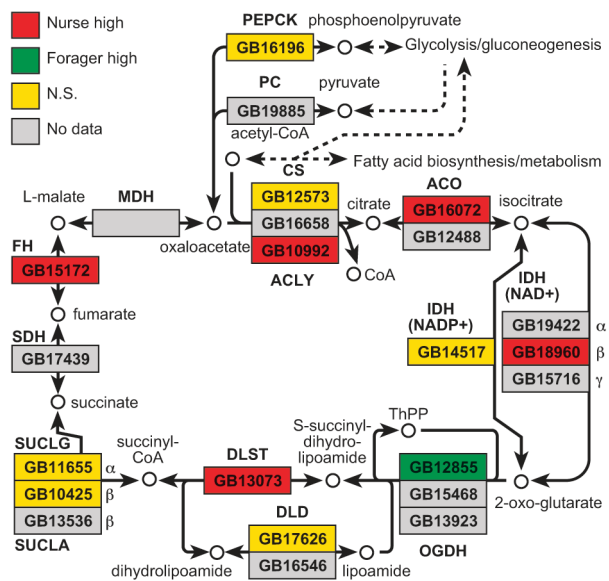 Nurse high
Forager high
N.S.
No data
PEPCK
phosphoenolpyruvate
GB16196
Glycolysis/gluconeogenesis
PC
pyruvate
GB19885
acetyl-CoA
Fatty acid biosynthesis/metabolism
CS
GB12573
GB16658
GB10992
ACLY
citrate
CoA
ACO
GB16072
GB12488
isocitrate
L-malate
MDH
oxaloacetate
FH
GB15172
fumarate
SDH
GB17439
succinate
IDH
(NADP+)
GB14517
IDH
(NAD+)
GB19422 α
GB18960 β
GB15716 γ
SUCLG
GB11655 α
GB10425 β
GB13536 β
SUCLA
succinyl-
CoA
DLST
GB13073
S-succinyl-
dihydro-
lipoamide
ThPP
GB12855
GB15468
GB13923
OGDH
2-oxo-glutarate
DLD
GB17626
GB16546
dihydrolipoamide
lipoamide